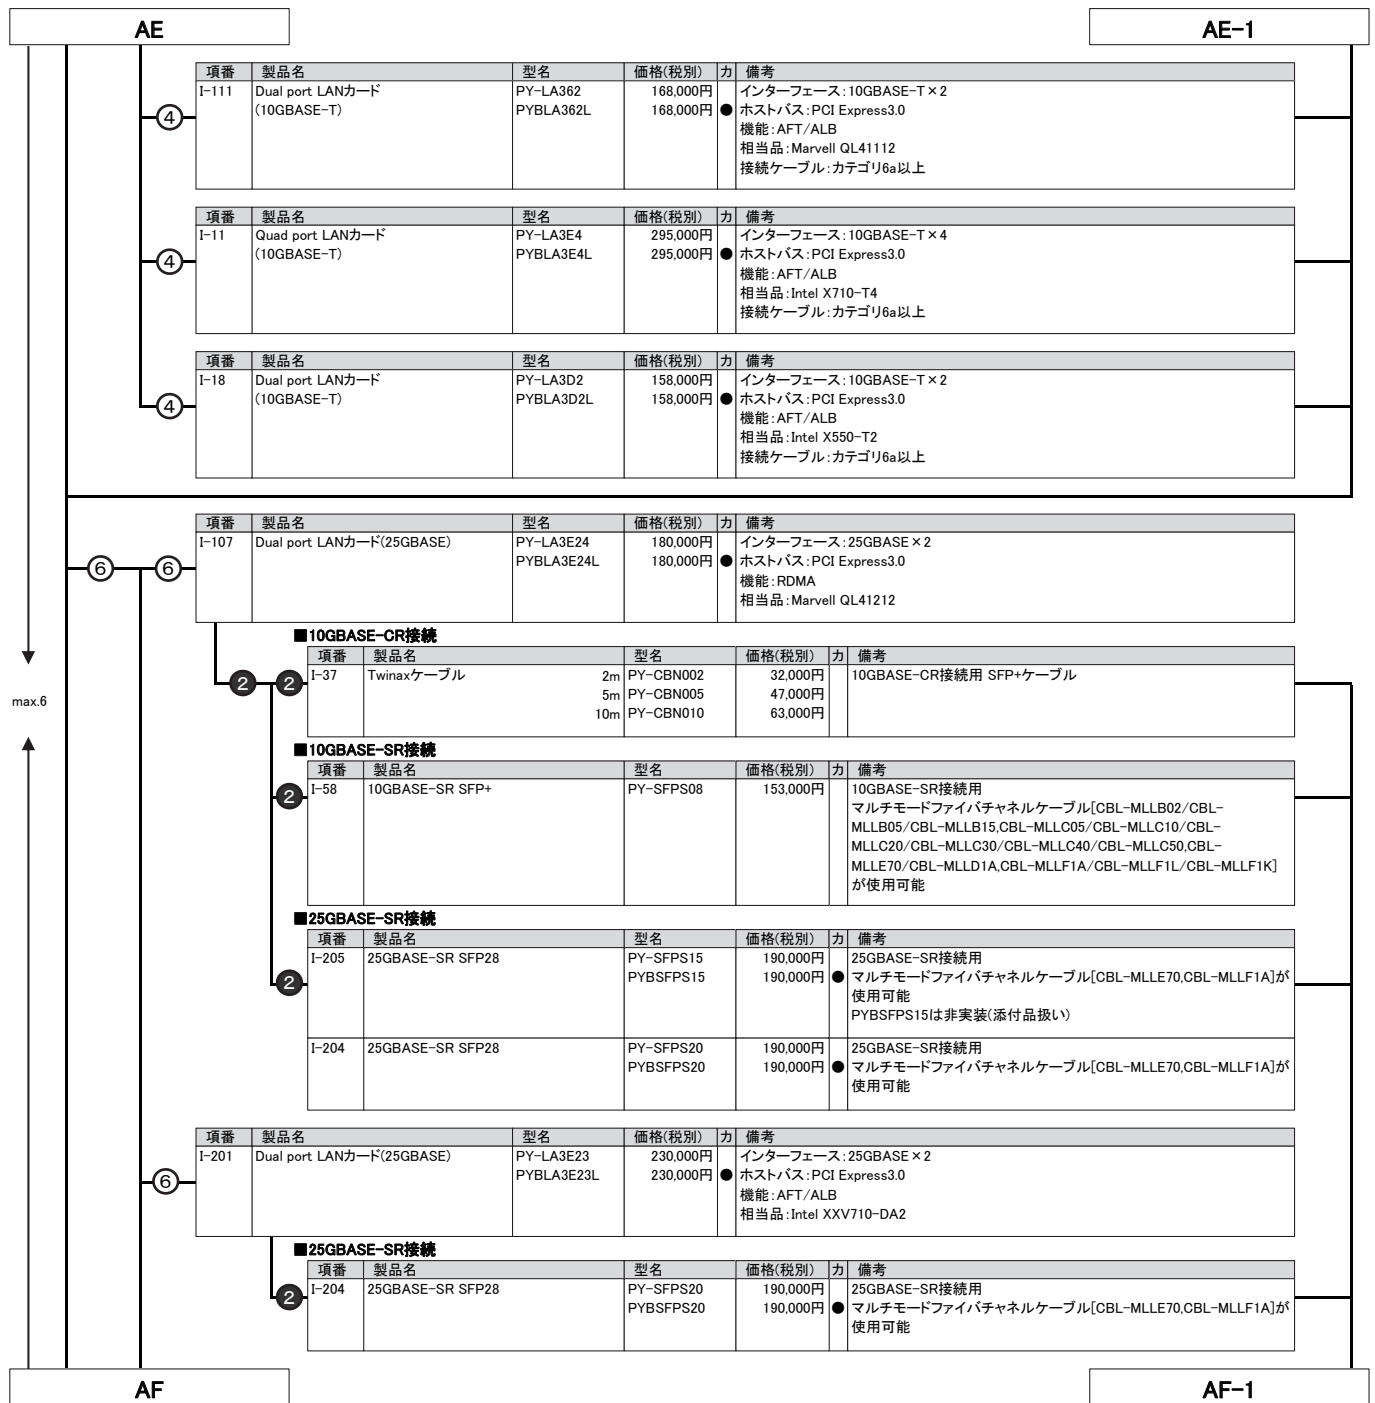 AE
AE-1
項番 製品名 型名 価格(税別) カ 備考
I-111 Dual port LANカード PY-LA362 168,000円 インターフェース:10GBASE-T×2
④ (10GBASE-T) PYBLA362L 168,000円 ● ホストバス:PCI Express3.0
機能:AFT/ALB
相当品:Marvell QL41112
接続ケーブル:カテゴリ6a以上
項番 製品名 型名 価格(税別) カ 備考
I-11 Quad port LANカード PY-LA3E4 295,000円 インターフェース:10GBASE-T×4
④ (10GBASE-T) PYBLA3E4L 295,000円 ● ホストバス:PCI Express3.0
機能:AFT/ALB
相当品:Intel X710-T4
接続ケーブル:カテゴリ6a以上
項番 製品名 型名 価格(税別) カ 備考
I-18 Dual port LANカード PY-LA3D2 158,000円 インターフェース:10GBASE-T×2
④ (10GBASE-T) PYBLA3D2L 158,000円 ● ホストバス:PCI Express3.0
機能:AFT/ALB
相当品:Intel X550-T2
接続ケーブル:カテゴリ6a以上
項番 製品名 型名 価格(税別) カ 備考
I-107 Dual port LANカード(25GBASE) PY-LA3E24 180,000円 インターフェース:25GBASE×2
⑥ ⑥ PYBLA3E24L 180,000円 ● ホストバス:PCI Express3.0
機能:RDMA
相当品:Marvell QL41212
■10GBASE-CR接続
項番 製品名 型名 価格(税別) カ 備考
❷ ❷ I-37 Twinaxケーブル 2m PY-CBN002 32,000円 10GBASE-CR接続用 SFP+ケーブル
5m PY-CBN005 47,000円
max.6
10m PY-CBN010 63,000円
■10GBASE-SR接続
項番 製品名 型名 価格(税別) カ 備考
❷ I-58 10GBASE-SR SFP+ PY-SFPS08 153,000円 10GBASE-SR接続用
マルチモードファイバチャネルケーブル[CBL-MLLB02/CBL-
MLLB05/CBL-MLLB15,CBL-MLLC05/CBL-MLLC10/CBL-
MLLC20/CBL-MLLC30/CBL-MLLC40/CBL-MLLC50,CBL-
MLLE70/CBL-MLLD1A,CBL-MLLF1A/CBL-MLLF1L/CBL-MLLF1K]
が使用可能
■25GBASE-SR接続
項番 製品名 型名 価格(税別) カ 備考
I-205 25GBASE-SR SFP28 PY-SFPS15 190,000円 25GBASE-SR接続用
❷ PYBSFPS15 190,000円 ● マルチモードファイバチャネルケーブル[CBL-MLLE70,CBL-MLLF1A]が
使用可能
PYBSFPS15は非実装(添付品扱い)
I-204 25GBASE-SR SFP28 PY-SFPS20 190,000円 25GBASE-SR接続用
PYBSFPS20 190,000円 ● マルチモードファイバチャネルケーブル[CBL-MLLE70,CBL-MLLF1A]が
使用可能
項番 製品名 型名 価格(税別) カ 備考
I-201 Dual port LANカード(25GBASE) PY-LA3E23 230,000円 インターフェース:25GBASE×2
⑥ PYBLA3E23L 230,000円 ● ホストバス:PCI Express3.0
機能:AFT/ALB
相当品:Intel XXV710-DA2
■25GBASE-SR接続
項番 製品名 型名 価格(税別) カ 備考
❷ I-204 25GBASE-SR SFP28 PY-SFPS20 190,000円 25GBASE-SR接続用
PYBSFPS20 190,000円 ● マルチモードファイバチャネルケーブル[CBL-MLLE70,CBL-MLLF1A]が
使用可能
AF
AF-1